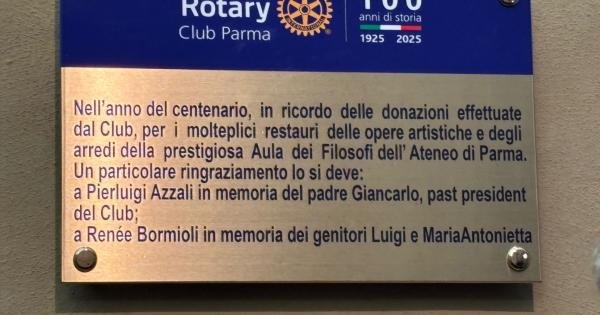 Rotary
Club Parma
100
anni di storia
1925 2025
Nell'anno del centenario, in ricordo delle donazioni effettuate
dal Club, per i molteplici restauri delle opere artistiche e degli
arredi della prestigiosa Aula dei Filosofi dell'Ateneo di Parma.
Un particolare ringraziamento lo si deve:
a Pierluigi Azzali in memoria del padre Giancarlo, past president
del Club;
a Renée Bormioli in memoria dei genitori Luigi e MariaAntonietta